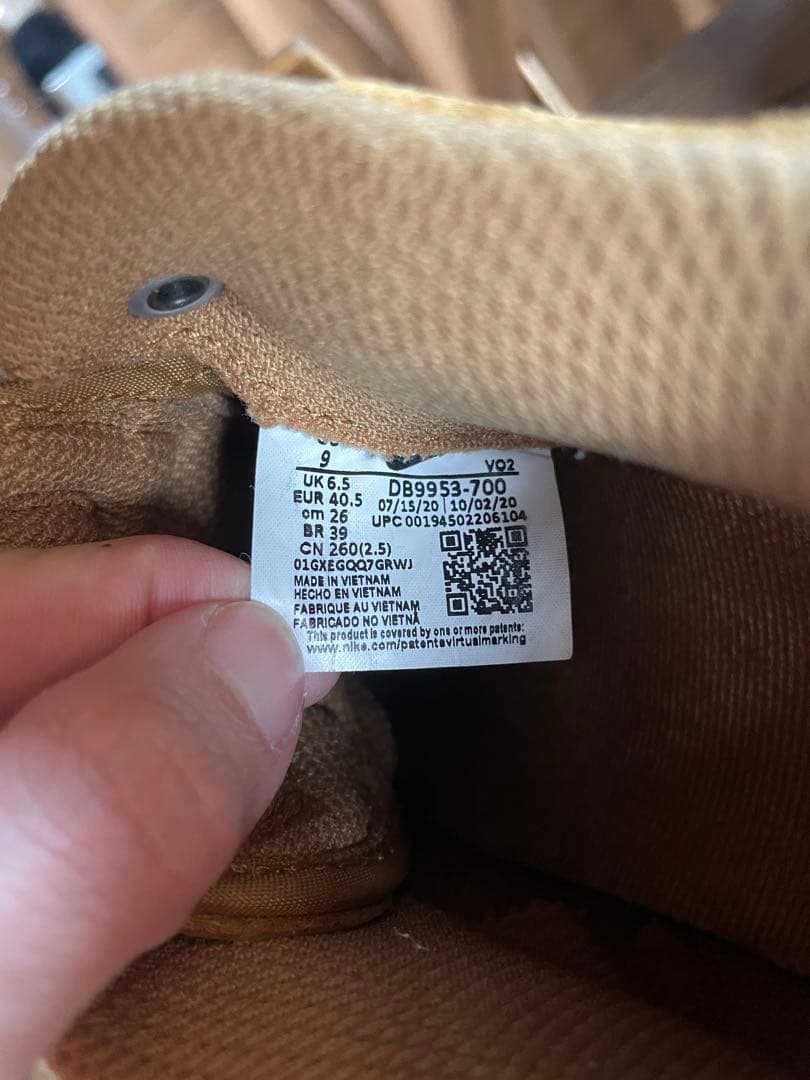 9 VQ2
UK 6.5 DB9953-700
EUR 40.5 07/15/20 | 10/02/20
cm 26 UPC 00194502206104
BR 39
CN 260(2.5)
01GXEGQQ7GRWJ
MADE IN VIETNAM
HECHO EN VIETNAM
FABRIQUE AU VIETNAM
FABRICADO NO VIETNÃ
This product is covered by one or more patents:
www.nike.com/patentsvirtualmarking